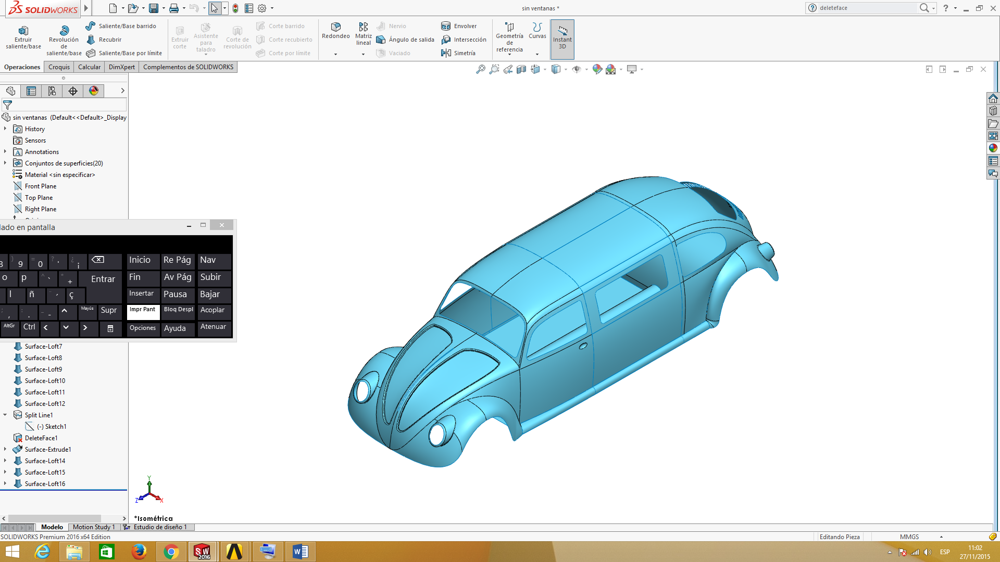 SOLIDWORKS
sin ventanas *
deleteface
Extruir saliente/base
Revolución de saliente/base
Saliente/Base barrido
Recubrir
Saliente/Base por límite
Extruir corte
Asistente para taladro
Corte de revolución
Corte barrido
Corte recubierto
Corte por límite
Redondeo
Matriz lineal
Nervio
Ángulo de salida
Vaciado
Envolver
Intersección
Simetría
Geometría de referencia
Curvas
Instant 3D
Operaciones
Croquis
Calcular
DimXpert
Complementos de SOLIDWORKS
sin ventanas (Default<<Default>_Display
History
Sensors
Annotations
Conjuntos de superficies(20)
Material <sin especificar>
Front Plane
Top Plane
Right Plane
lado en pantalla
8 ) 9 = 0 ? ' ¿ ¡ Inicio Re Pág Nav
o p ^ ` * + Entrar Fin Av Pág Subir
l ñ ¨ ´ ç Insertar Pausa Bajar
; , : . _ - Mayús Supr Impr Pant Bloq Despl Acoplar
AltGr Ctrl Opciones Ayuda Atenuar
Surface-Loft7
Surface-Loft8
Surface-Loft9
Surface-Loft10
Surface-Loft11
Surface-Loft12
Split Line1
(-) Sketch1
DeleteFace1
Surface-Extrude1
Surface-Loft14
Surface-Loft15
Surface-Loft16
Y
Z
X
*Isométrica
Modelo
Motion Study 1
Estudio de diseño 1
SOLIDWORKS Premium 2016 x64 Edition
Editando Pieza
MMGS
SW 2016
ESP
11:02
27/11/2015